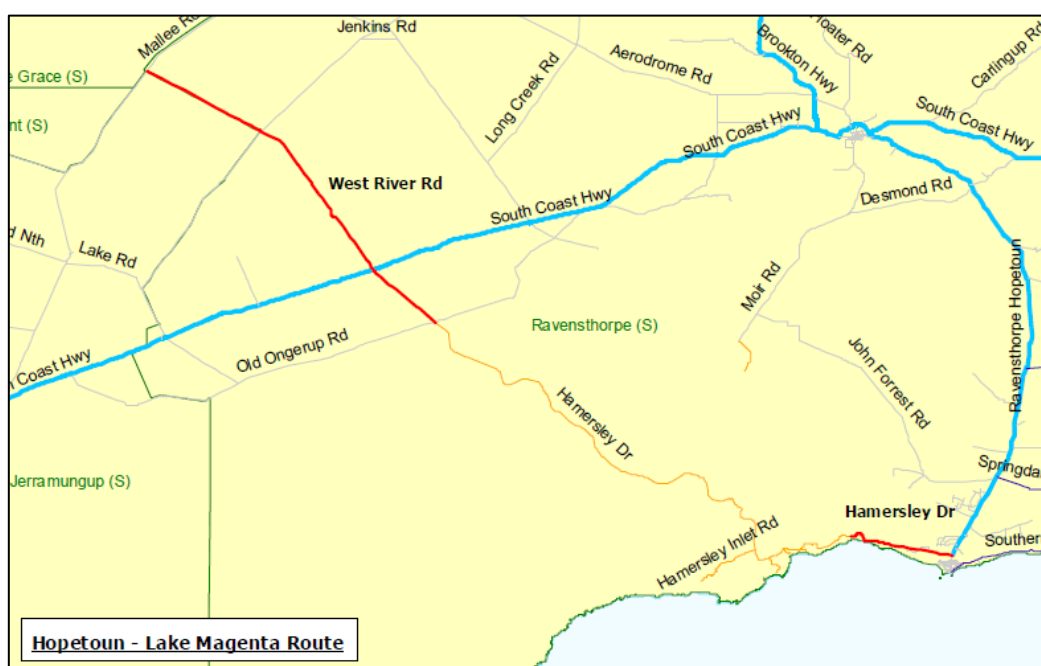 Mallee Rd
Jenkins Rd
Floater Rd
Brookton Hwy
Carlingup Rd
e Grace (S)
Aerodrome Rd
Long Creek Rd
nt (S)
South Coast Hwy
South Coast Hwy
West River Rd
Desmond Rd
South Coast Hwy
d Nth
Lake Rd
Moir Rd
Ravensthorpe Hopetoun
Ravensthorpe (S)
Old Ongerup Rd
h Coast Hwy
John Forrest Rd
Hamersley Dr
Jerramungup (S)
Springda
Hamersley Dr
Southern
Hamersley Inlet Rd
Hopetoun - Lake Magenta Route